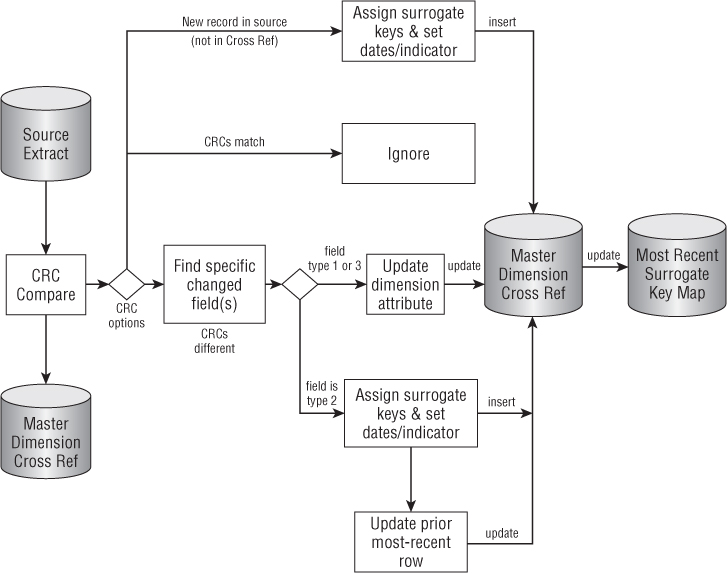 New record in source
(not in Cross Ref)
Assign surrogate
keys & set
dates/indicator
insert
Source
Extract
CRCs match
Ignore
CRC
Compare
CRC
options
Find specific
changed
field(s)
CRCs
different
field
type 1 or 3
Update
dimension
attribute
update
Master
Dimension
Cross Ref
update
Most Recent
Surrogate
Key Map
Master
Dimension
Cross Ref
field is
type 2
Assign surrogate
keys & set
dates/indicator
insert
Update prior
most-recent
row
update